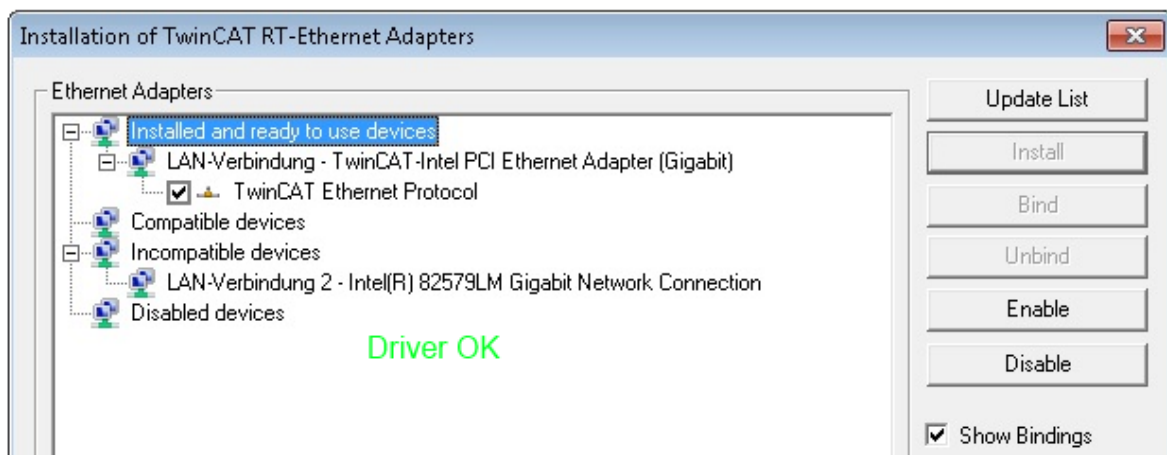 Installation of TwinCAT RT-Ethernet Adapters
Ethernet Adapters
Installed and ready to use devices
LAN-Verbindung - TwinCAT-Intel PCI Ethernet Adapter (Gigabit)
TwinCAT Ethernet Protocol
Compatible devices
Incompatible devices
LAN-Verbindung 2 - Intel(R) 82579LM Gigabit Network Connection
Disabled devices
Driver OK
Update List
Install
Bind
Unbind
Enable
Disable
Show Bindings